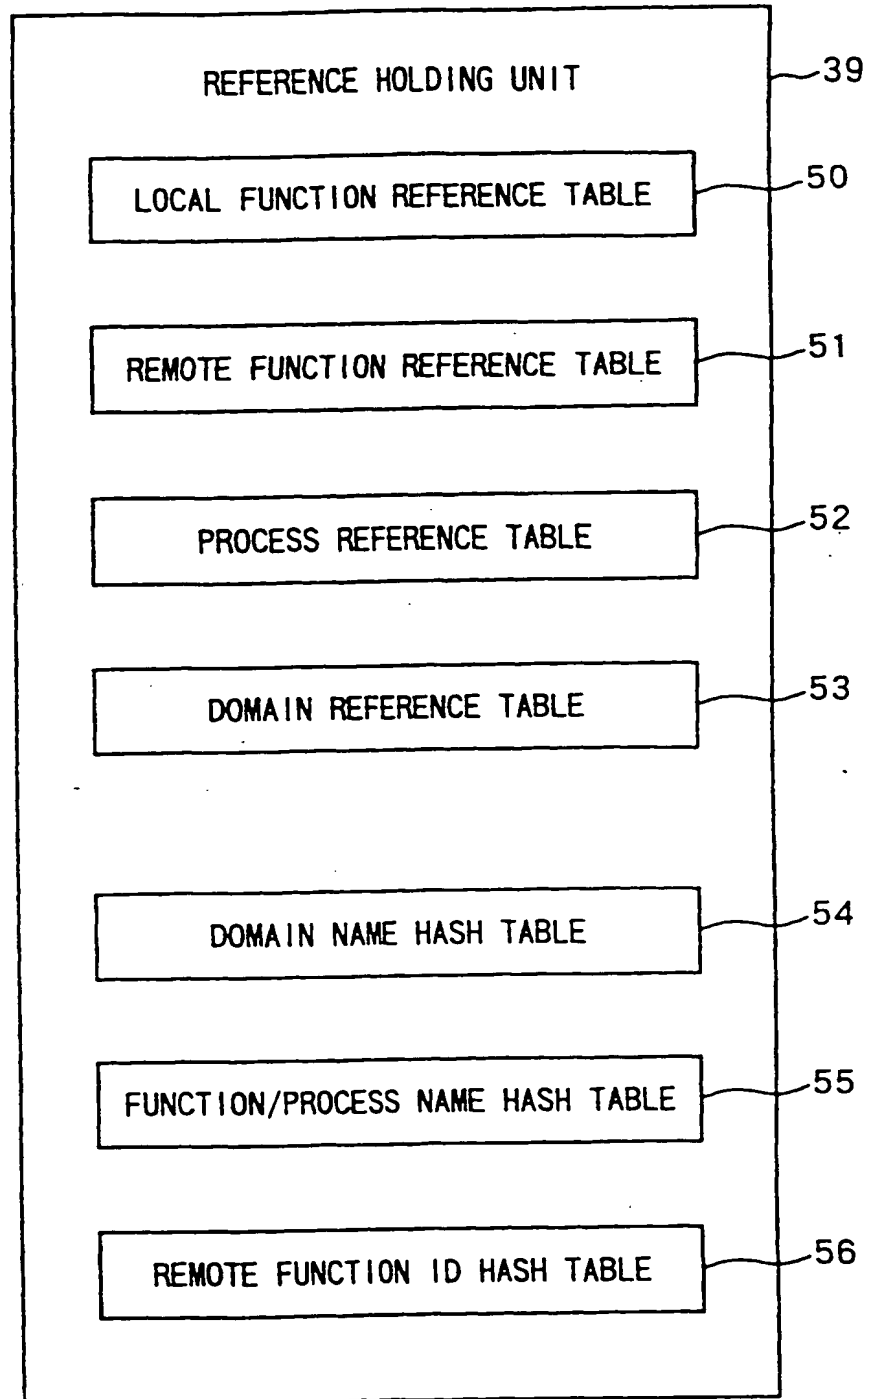 REFERENCE HOLDING UNIT 39
LOCAL FUNCTION REFERENCE TABLE 50
REMOTE FUNCTION REFERENCE TABLE 51
PROCESS REFERENCE TABLE 52
DOMAIN REFERENCE TABLE 53
DOMAIN NAME HASH TABLE 54
FUNCTION/PROCESS NAME HASH TABLE 55
REMOTE FUNCTION ID HASH TABLE 56